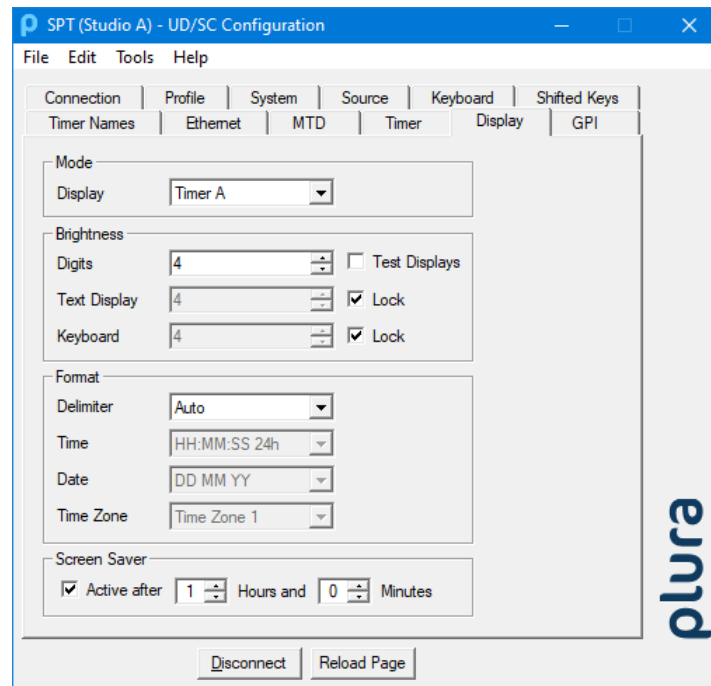 SPT (Studio A) - UD/SC Configuration
File Edit Tools Help
Connection Profile System Source Keyboard Shifted Keys
Timer Names Ethernet MTD Timer Display GPI
Mode
Display Timer A
Brightness
Digits 4 Test Displays
Text Display 4 Lock
Keyboard 4 Lock
Format
Delimiter Auto
Time HH:MM:SS 24h
Date DD MM YY
Time Zone Time Zone 1
Screen Saver
Active after 1 Hours and 0 Minutes
Disconnect Reload Page
plura